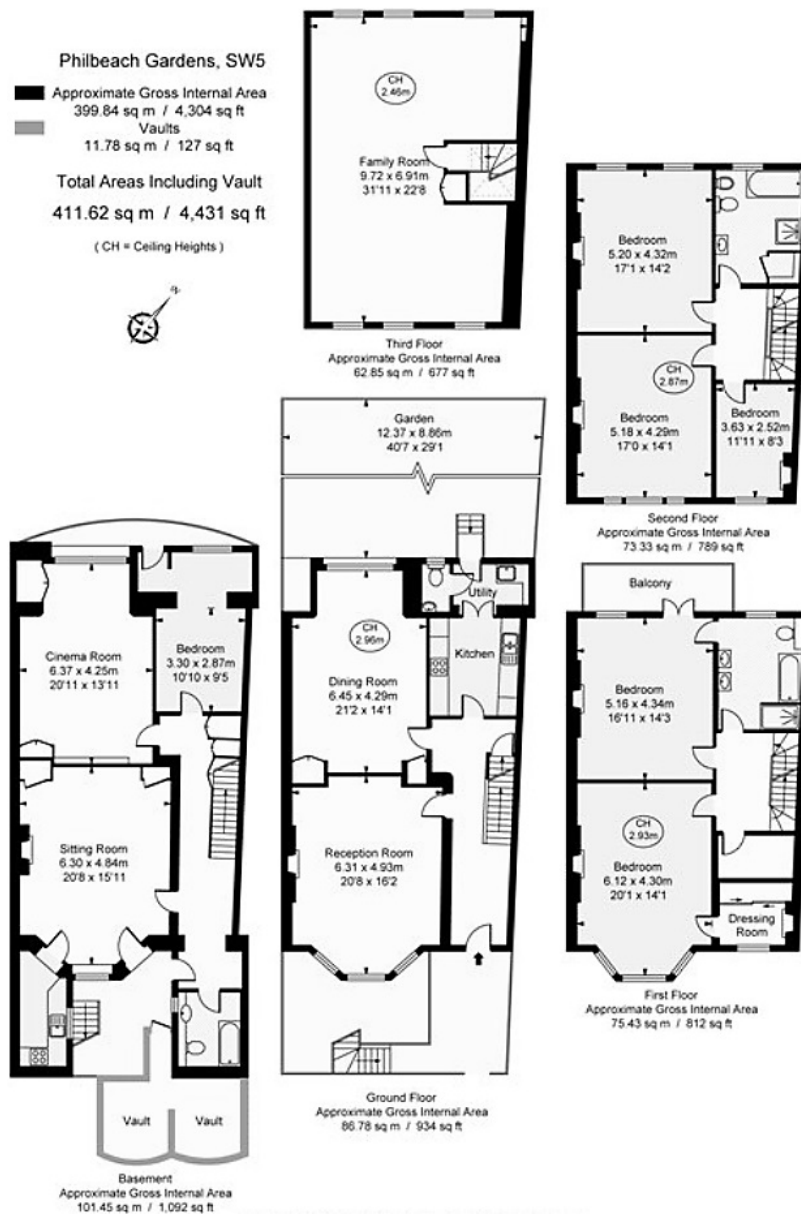 Philbeach Gardens, SW5
Approximate Gross Internal Area
399.84 sq m / 4,304 sq ft
Vaults
11.78 sq m / 127 sq ft
Total Areas Including Vault
411.62 sq m / 4,431 sq ft
( CH = Ceiling Heights )
N
CH
2.46m
Family Room
9.72 x 6.91m
31'11 x 22'8
Third Floor
Approximate Gross Internal Area
62.85 sq m / 677 sq ft
Bedroom
5.20 x 4.32m
17'1 x 14'2
CH
2.87m
Bedroom
5.18 x 4.29m
17'0 x 14'1
Bedroom
3.63 x 2.52m
11'11 x 8'3
Second Floor
Approximate Gross Internal Area
73.33 sq m / 789 sq ft
Garden
12.37 x 8.86m
40'7 x 29'1
Utility
CH
2.96m
Kitchen
Dining Room
6.45 x 4.29m
21'2 x 14'1
Reception Room
6.31 x 4.93m
20'8 x 16'2
Ground Floor
Approximate Gross Internal Area
86.78 sq m / 934 sq ft
Balcony
Bedroom
5.16 x 4.34m
16'11 x 14'3
CH
2.93m
Bedroom
6.12 x 4.30m
20'1 x 14'1
Dressing
Room
First Floor
Approximate Gross Internal Area
75.43 sq m / 812 sq ft
Cinema Room
6.37 x 4.25m
20'11 x 13'11
Bedroom
3.30 x 2.87m
10'10 x 9'5
Sitting Room
6.30 x 4.84m
20'8 x 15'11
Vault
Vault
Basement
Approximate Gross Internal Area
101.45 sq m / 1,092 sq ft